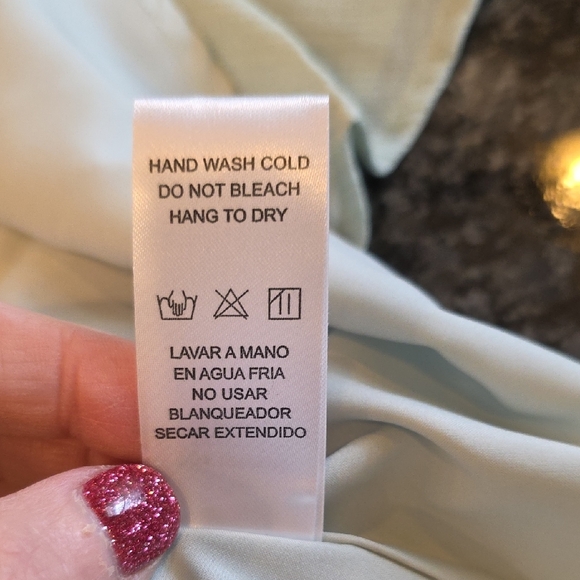 HAND WASH COLD
DO NOT BLEACH
HANG TO DRY
LAVAR A MANO
EN AGUA FRIA
NO USAR
BLANQUEADOR
SECAR EXTENDIDO